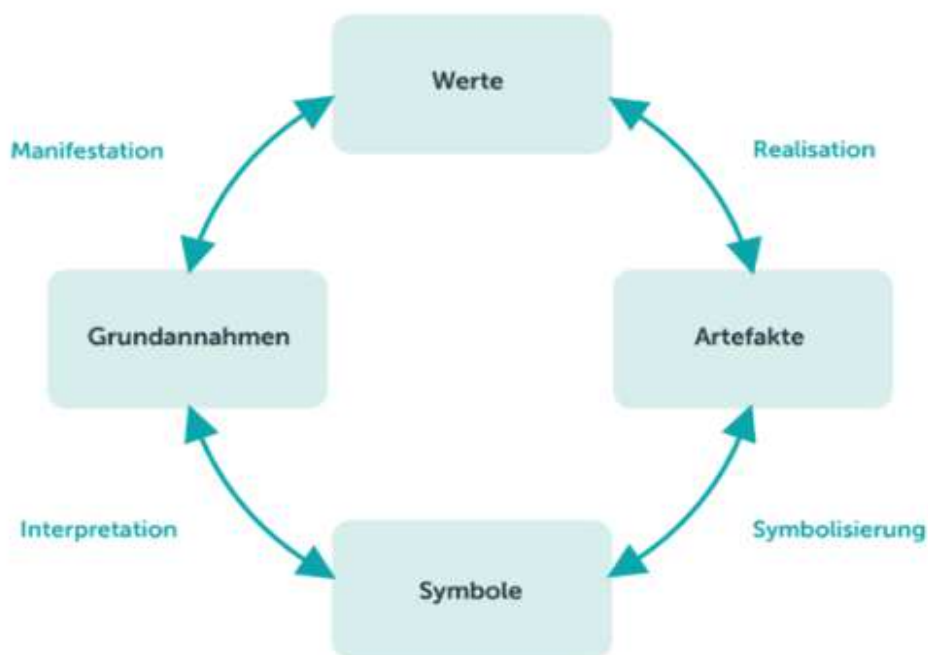 Werte
Manifestation
Realisation
Grundannahmen
Artefakte
Interpretation
Symbolisierung
Symbole